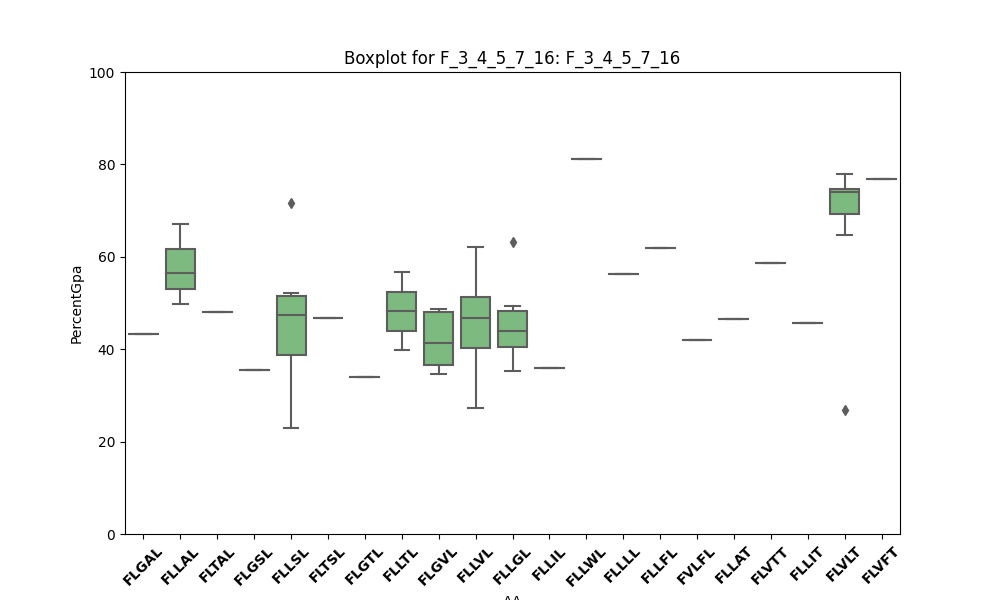 Boxplot for F_3_4_5_7_16: F_3_4_5_7_16
100
80
60
40
20
0
PercentGpa
FLGAL FLLAL FLTAL FLGSL FLLSL FLTSL FLGTL FLLTL FLGVL FLLVL FLLGL FLLIL FLLWL FLLLL FLLFL FVLFL FLLAT FLVTT FLLIT FLVLT FLVFT
AA